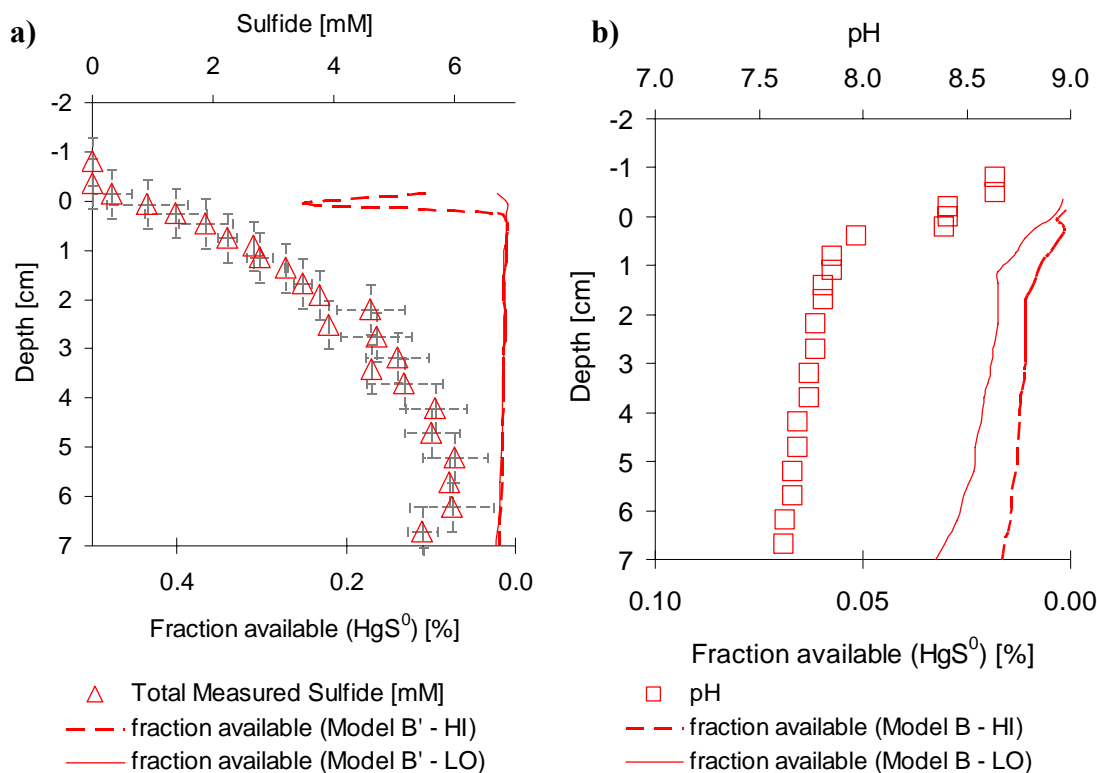 a)
Sulfide [mM]
0 2 4 6
-2
-1
0
1
2
3
4
5
6
7
Depth [cm]
0.4 0.2 0.0
Fraction available (HgS⁰) [%]
Total Measured Sulfide [mM]
fraction available (Model B' - HI)
fraction available (Model B' - LO)
b)
pH
7.0 7.5 8.0 8.5 9.0
-2
-1
0
1
2
3
4
5
6
7
Depth [cm]
0.10 0.05 0.00
Fraction available (HgS⁰) [%]
pH
fraction available (Model B - HI)
fraction available (Model B - LO)